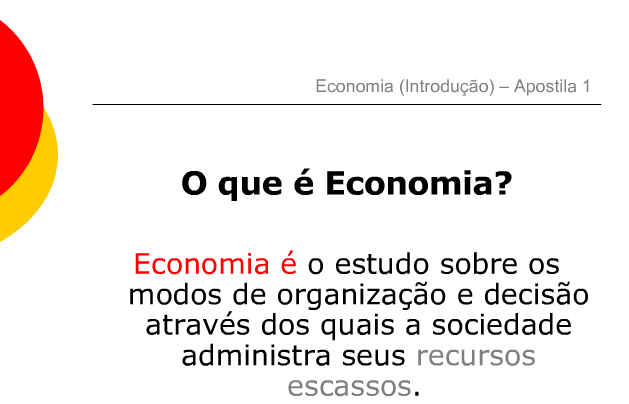 Economia (Introdução) – Apostila 1
O que é Economia?
Economia é o estudo sobre os
modos de organização e decisão
através dos quais a sociedade
administra seus recursos
escassos.